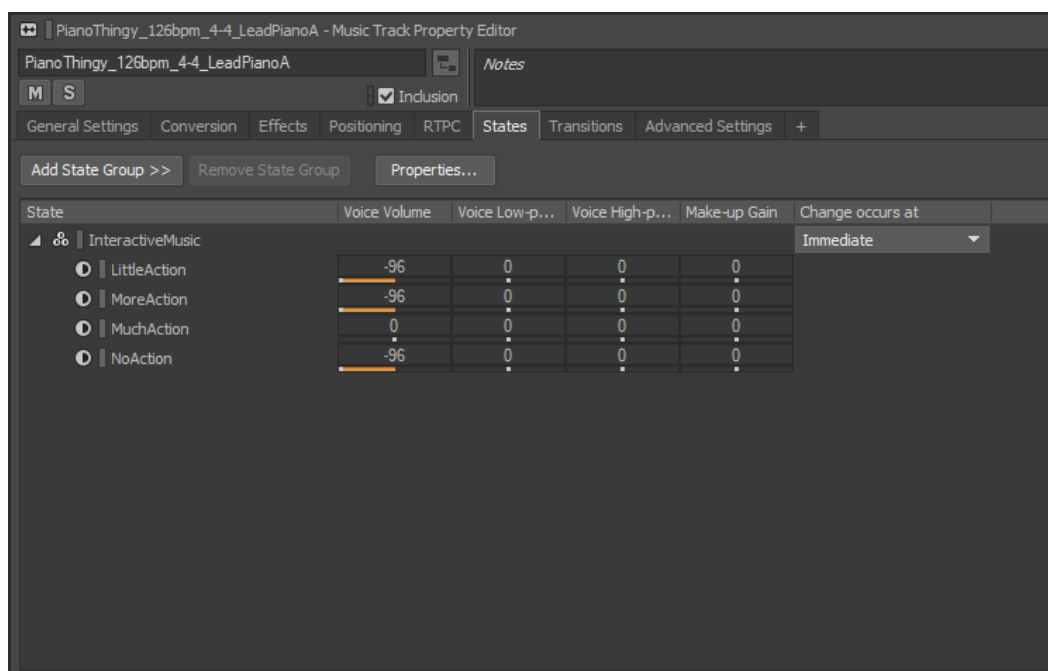 PianoThingy_126bpm_4-4_LeadPianoA - Music Track Property Editor
PianoThingy_126bpm_4-4_LeadPianoA Notes
M S Inclusion
General Settings Conversion Effects Positioning RTPC States Transitions Advanced Settings +
Add State Group >> Remove State Group Properties...
State Voice Volume Voice Low-p... Voice High-p... Make-up Gain Change occurs at
InteractiveMusic Immediate
LittleAction -96 0 0 0
MoreAction -96 0 0 0
MuchAction 0 0 0 0
NoAction -96 0 0 0